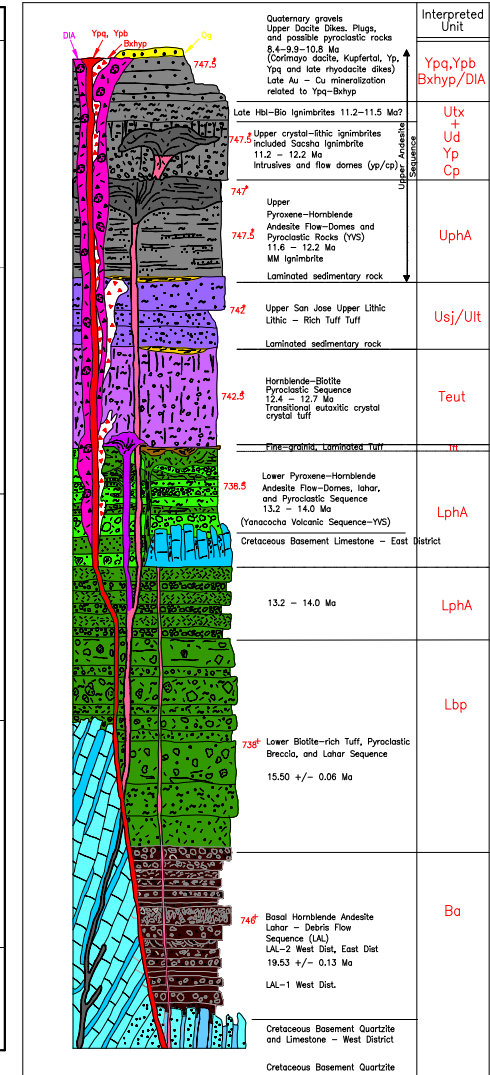 Quaternary gravels
Upper Dacite Dikes. Plugs,
and possible pyroclastic rocks
8.4-9.9-10.8 Ma
(Corimayo dacite, Kupfertal, Yp,
Ypq and late rhyodacite dikes)
Late Au - Cu mineralization
related to Ypq-Bxhyp
Interpreted
Unit
DIA
Ypq, Ypb
Bxhyp
Qg
747.5
Ypq,Ypb
Bxhyp/DIA
Late Hbl-Bio Ignimbrites 11.2-11.5 Ma?
747.5
Upper crystal-lithic ignimbrites
included Sacsha Ignimbrite
11.2 - 12.2 Ma
Intrusives and flow domes (yp/cp)
Upper Andesite
Sequence
Utx
+
Ud
Yp
Cp
747
Upper
Pyroxene-Hornblende
747.5
Andesite Flow-Domes and
Pyroclastic Rocks (YVS)
11.6 - 12.2 Ma
MM Ignimbrite
Laminated sedimentary rock
UphA
742
Upper San Jose Upper Lithic
Lithic - Rich Tuff Tuff
Laminated sedimentary rock
Usj/Ult
742.5
Hornblende-Biotite
Pyroclastic Sequence
12.4 - 12.7 Ma
Transitional eutaxitic crystal
crystal tuff
Teut
Fine-grainid, Laminated Tuff
738.5
Lower Pyroxene-Hornblende
Andesite Flow-Domes, lahar,
and Pyroclastic Sequence
13.2 - 14.0 Ma
(Yanacocha Volcanic Sequence-YVS)
LphA
Cretaceous Basement Limestone - East District
13.2 - 14.0 Ma
LphA
Lbp
738+
Lower Biotite-rich Tuff, Pyroclastic
Breccia, and Lahar Sequence
15.50 +/- 0.06 Ma
746+
Basal Hornblende Andesite
Lahar - Debris Flow
Sequence (LAL)
LAL-2 West Dist, East Dist
19.53 +/- 0.13 Ma
LAL-1 West Dist.
Ba
Cretaceous Basement Quartzite
and Limestone - West District
Cretaceous Basement Quartzite